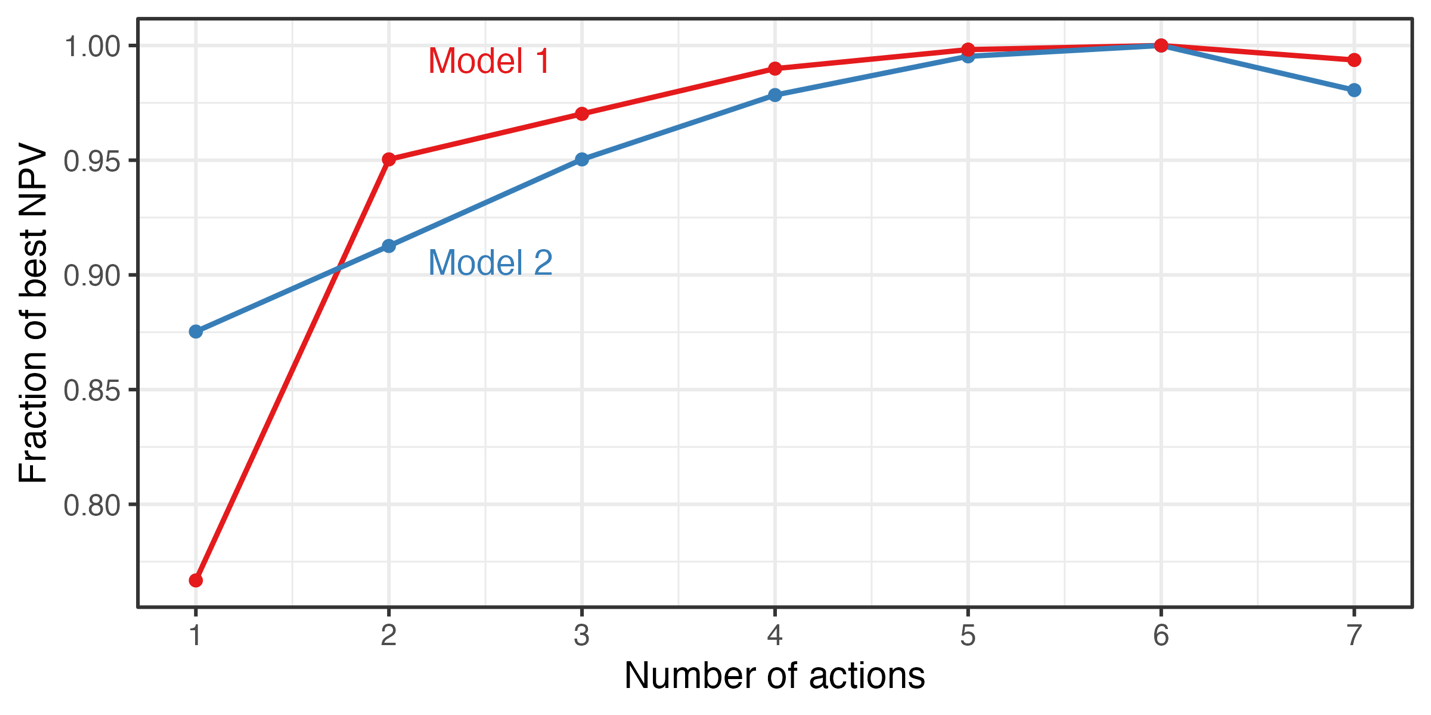 Fraction of best NPV
1.00
0.95
0.90
0.85
0.80
Model 1
Model 2
1 2 3 4 5 6 7
Number of actions